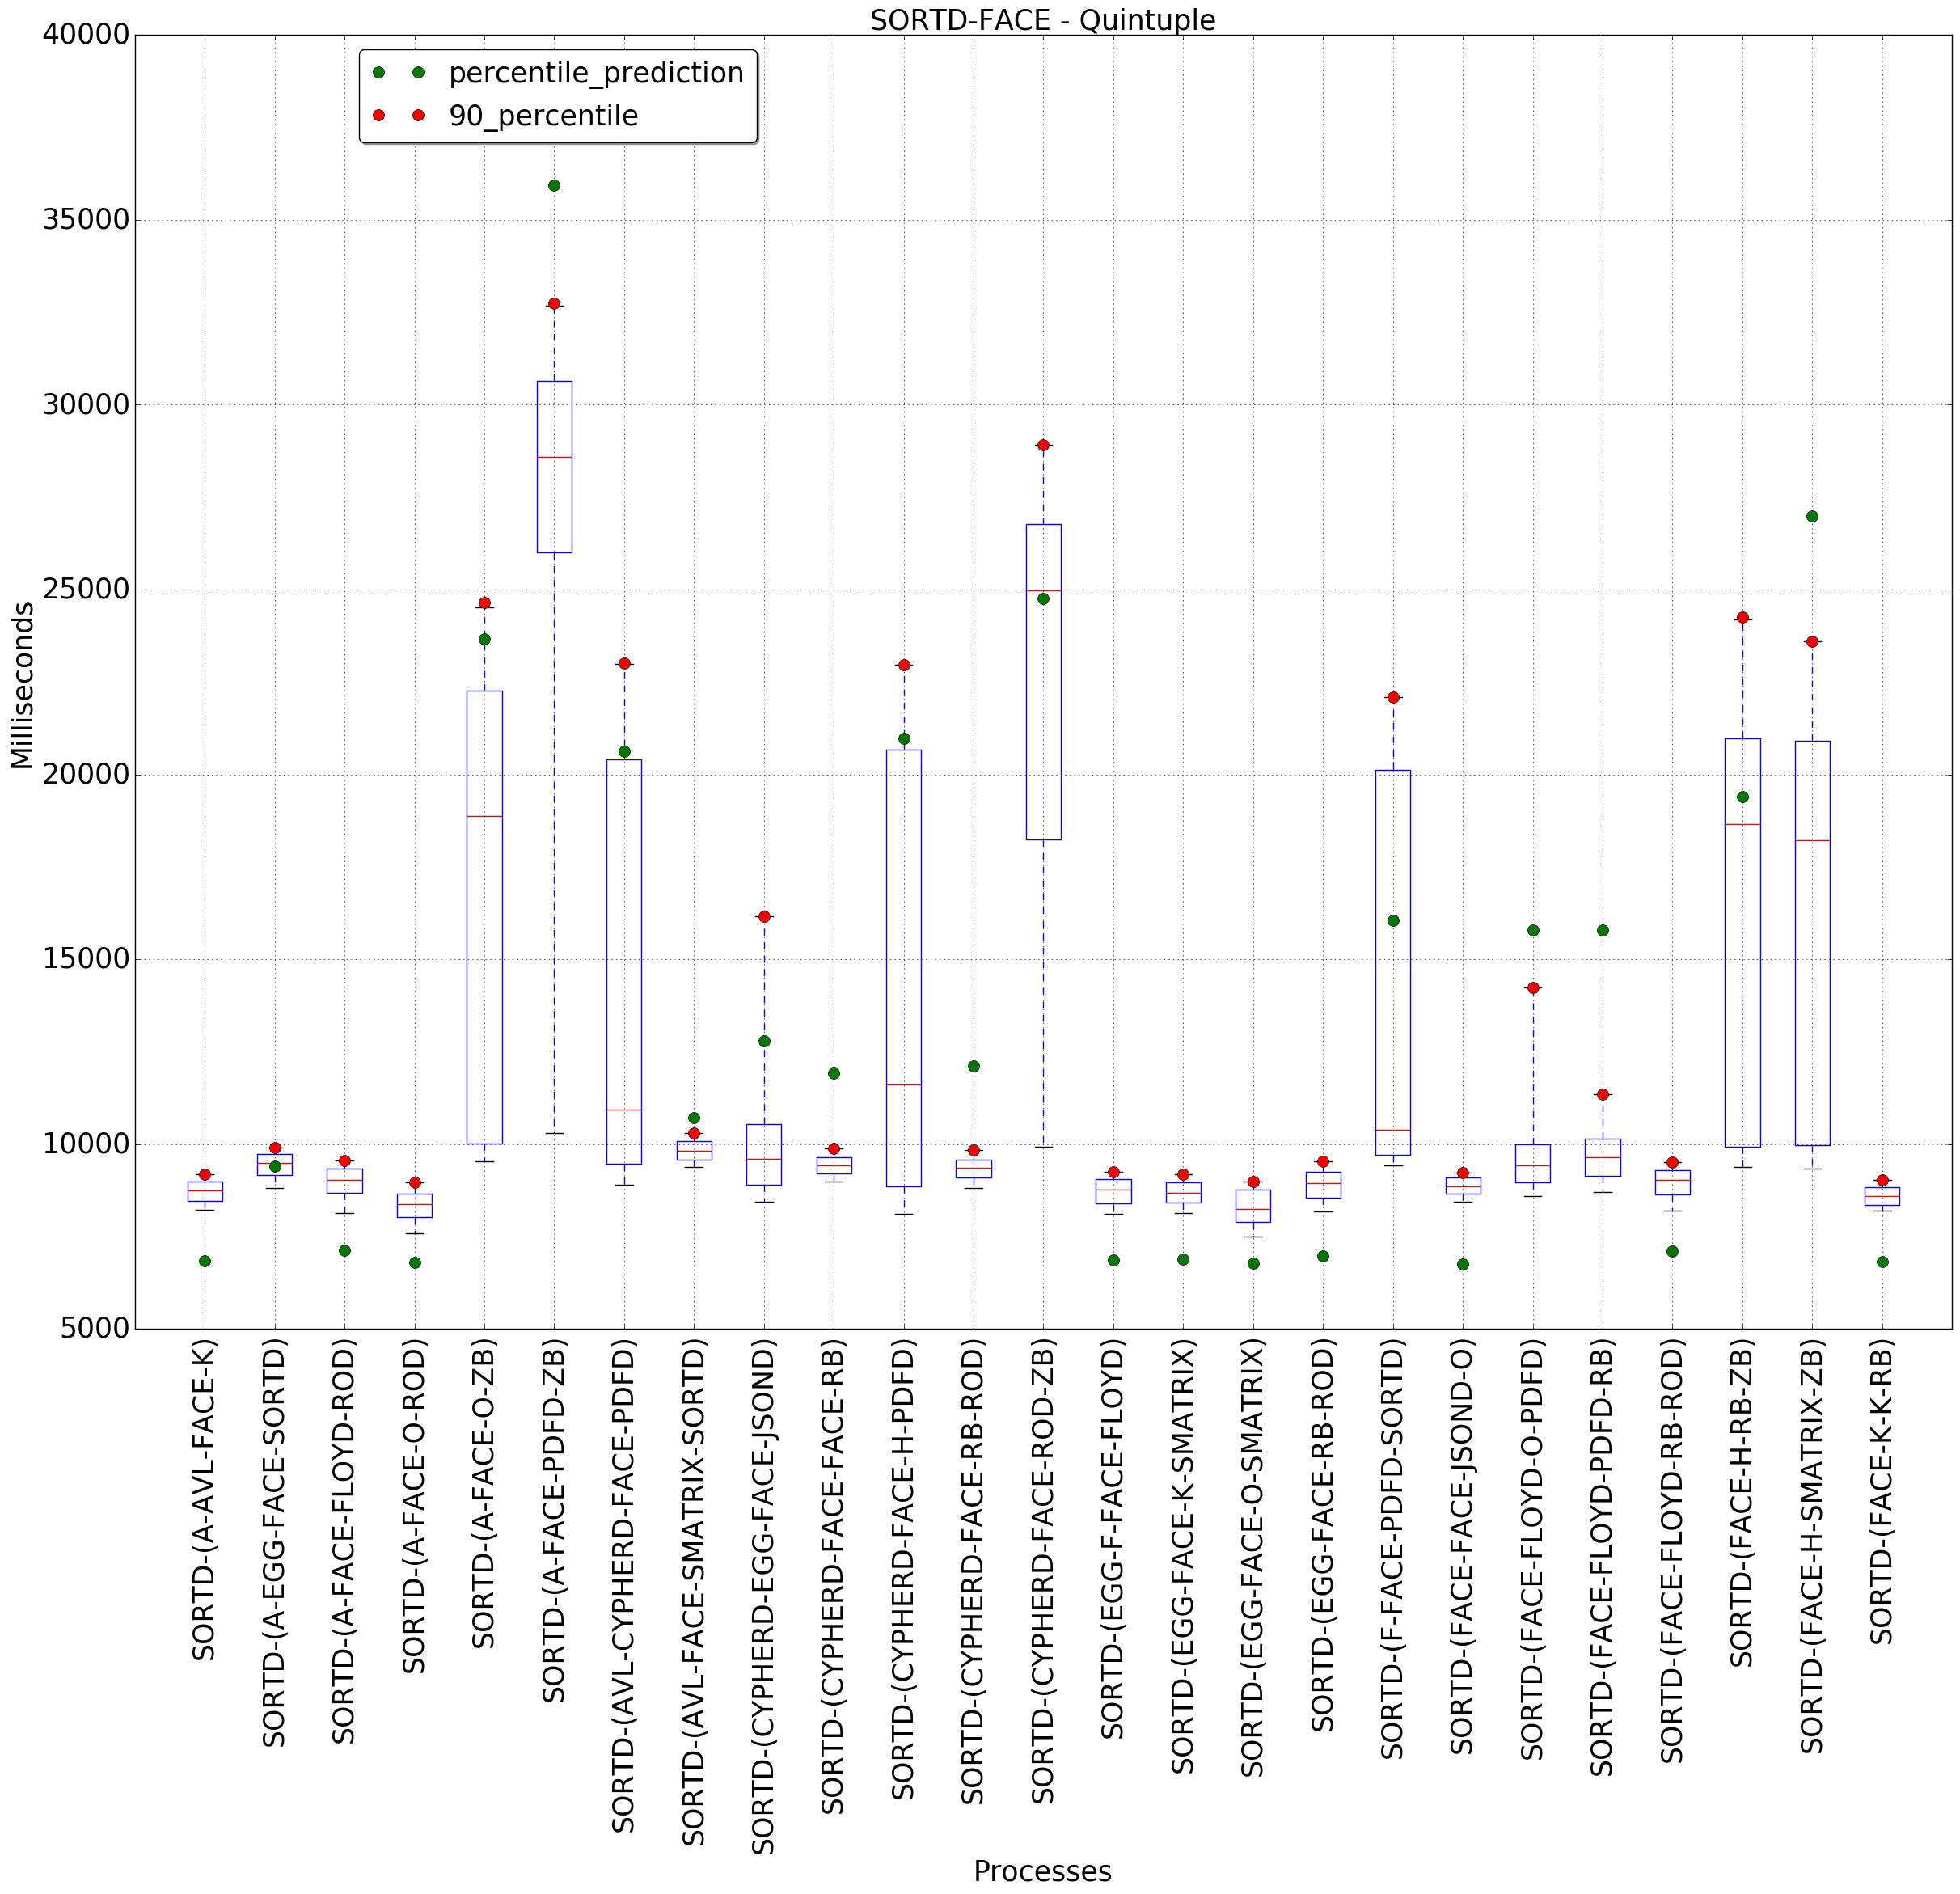 SORTD-FACE - Quintuple
percentile_prediction
90_percentile
40000
35000
30000
25000
20000
15000
10000
5000
Milliseconds
SORTD-(A-AVL-FACE-K)
SORTD-(A-EGG-FACE-SORTD)
SORTD-(A-FACE-FLOYD-ROD)
SORTD-(A-FACE-O-ROD)
SORTD-(A-FACE-O-ZB)
SORTD-(A-FACE-PDFD-ZB)
SORTD-(AVL-CYPHERD-FACE-PDFD)
SORTD-(AVL-FACE-SMATRIX-SORTD)
SORTD-(CYPHERD-EGG-FACE-JSOND)
SORTD-(CYPHERD-FACE-FACE-RB)
SORTD-(CYPHERD-FACE-H-PDFD)
SORTD-(CYPHERD-FACE-RB-ROD)
SORTD-(CYPHERD-FACE-ROD-ZB)
SORTD-(EGG-F-FACE-FLOYD)
SORTD-(EGG-FACE-K-SMATRIX)
SORTD-(EGG-FACE-O-SMATRIX)
SORTD-(EGG-FACE-RB-ROD)
SORTD-(F-FACE-PDFD-SORTD)
SORTD-(FACE-FACE-JSOND-O)
SORTD-(FACE-FLOYD-O-PDFD)
SORTD-(FACE-FLOYD-PDFD-RB)
SORTD-(FACE-FLOYD-RB-ROD)
SORTD-(FACE-H-RB-ZB)
SORTD-(FACE-H-SMATRIX-ZB)
SORTD-(FACE-K-K-RB)
Processes